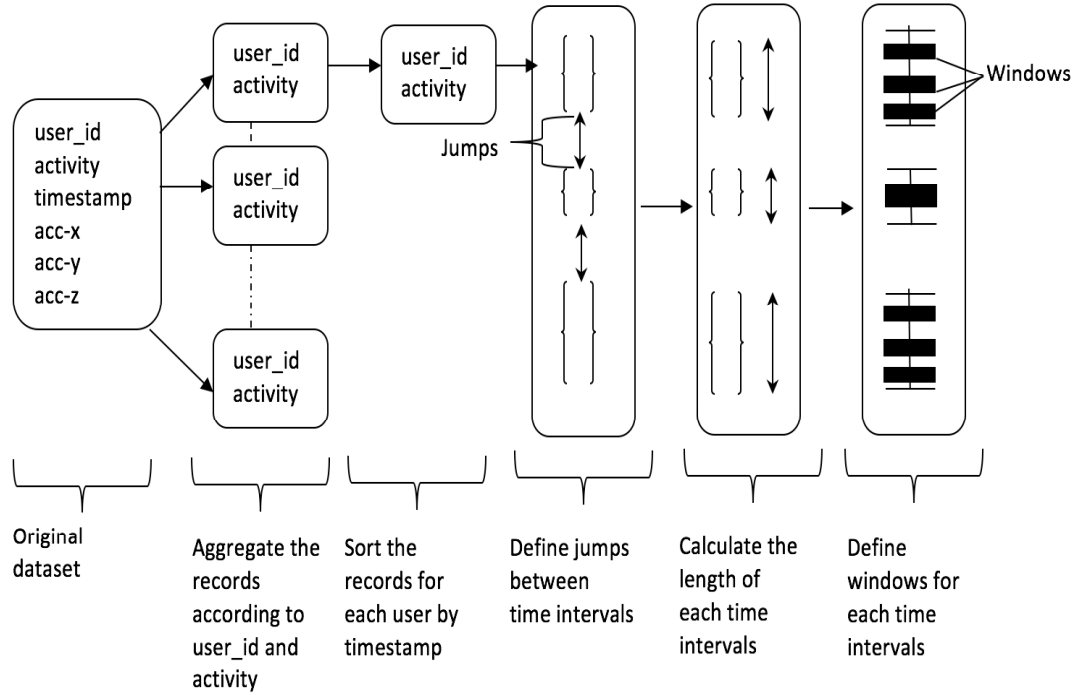 user_id
activity
timestamp
acc-x
acc-y
acc-z
user_id
activity
user_id
activity
user_id
activity
user_id
activity
Jumps
Windows
Original
dataset
Aggregate the
records
according to
user_id and
activity
Sort the
records for
each user by
timestamp
Define jumps
between
time intervals
Calculate the
length of
each time
intervals
Define
windows for
each time
intervals